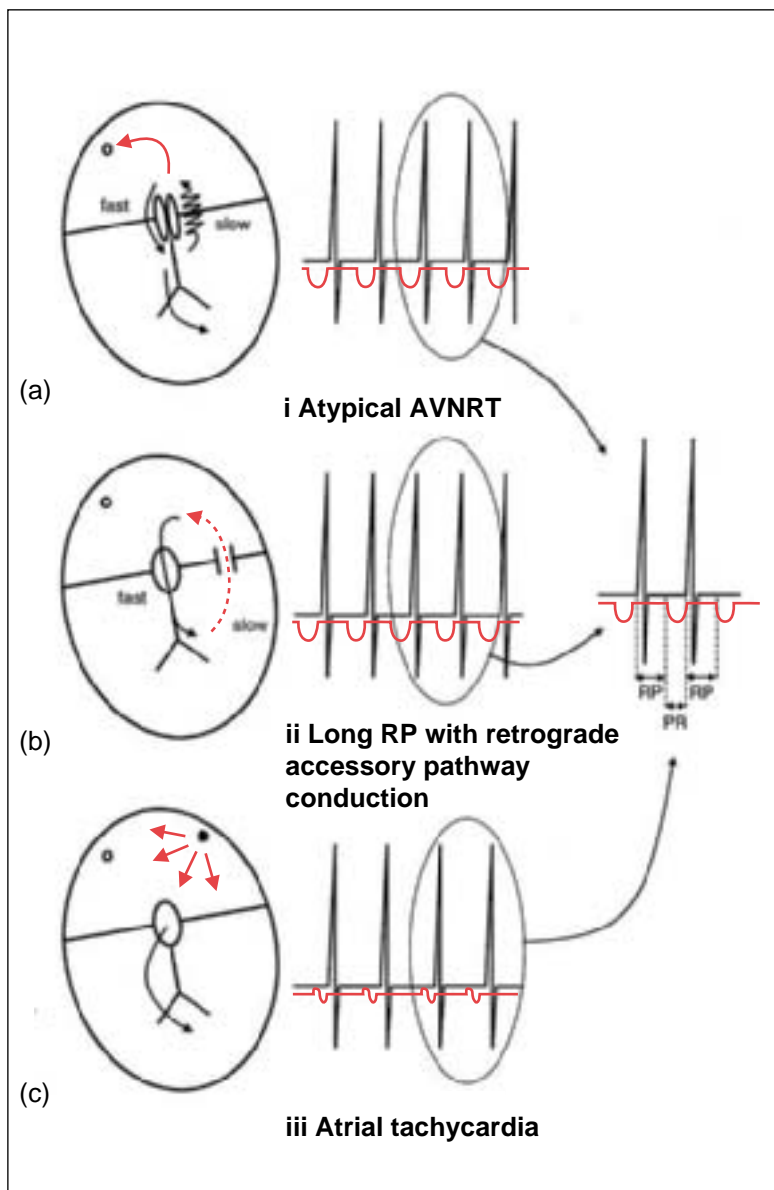 fast
slow
(a)
i Atypical AVNRT
fast
slow
RP
RP
PR
(b)
ii Long RP with retrograde
accessory pathway
conduction
(c)
iii Atrial tachycardia